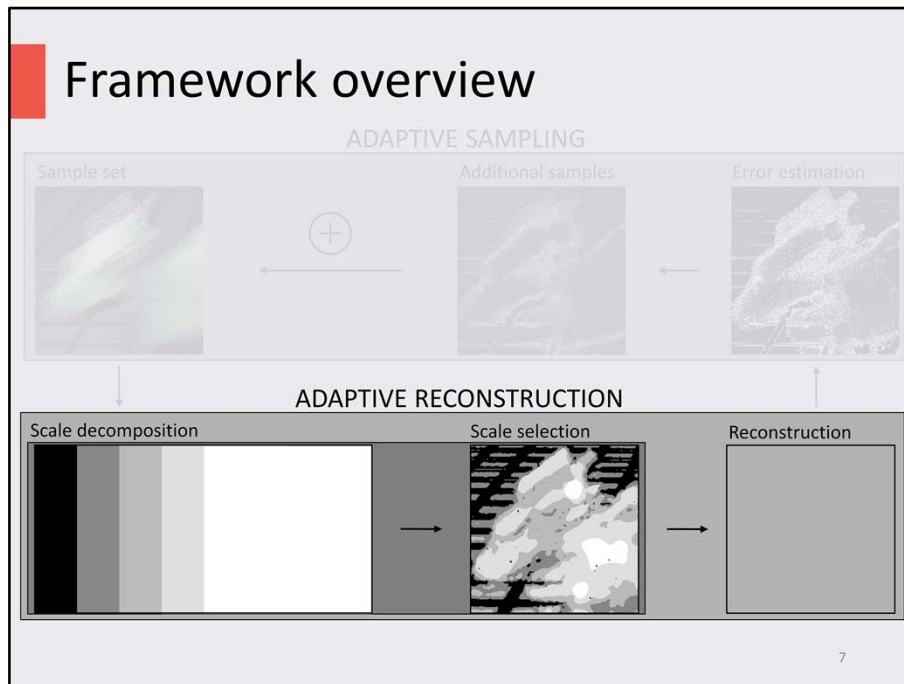 Framework overview
ADAPTIVE SAMPLING
Sample set
Additional samples
Error estimation
ADAPTIVE RECONSTRUCTION
Scale decomposition
Scale selection
Reconstruction
7